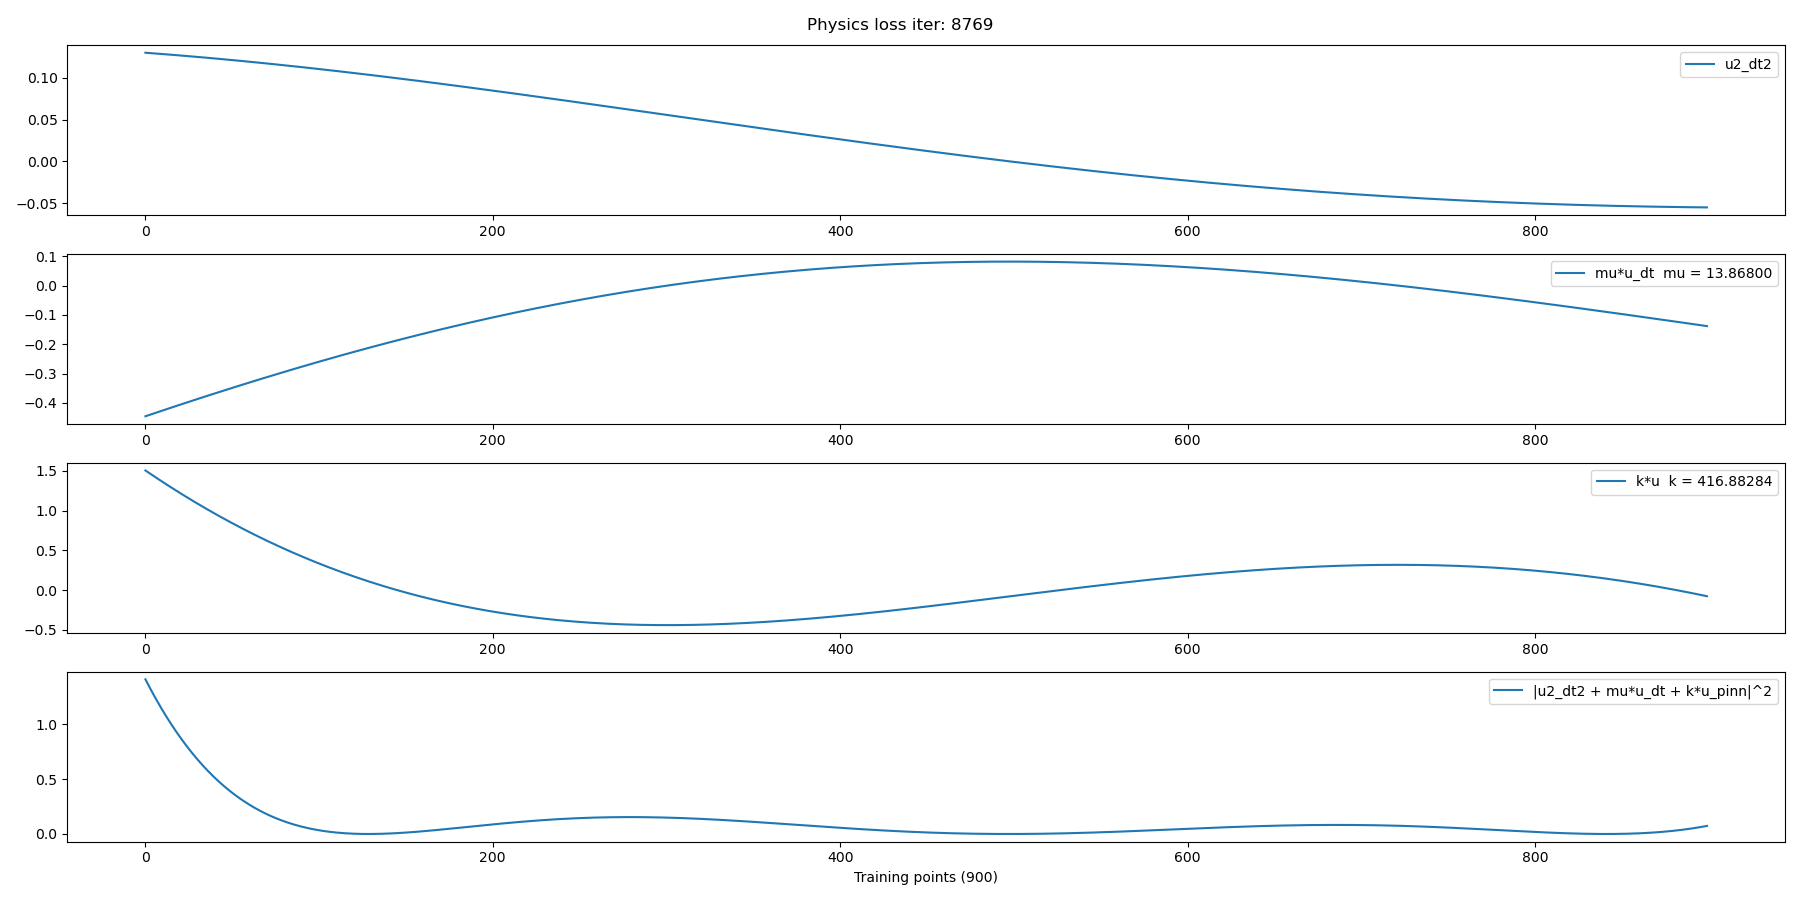 Physics loss iter: 8769
u2_dt2
0.10
0.05
0.00
−0.05
0 200 400 600 800
mu*u_dt  mu = 13.86800
0.1
0.0
−0.1
−0.2
−0.3
−0.4
0 200 400 600 800
k*u  k = 416.88284
1.5
1.0
0.5
0.0
−0.5
0 200 400 600 800
|u2_dt2 + mu*u_dt + k*u_pinn|^2
1.0
0.5
0.0
0 200 400 600 800
Training points (900)